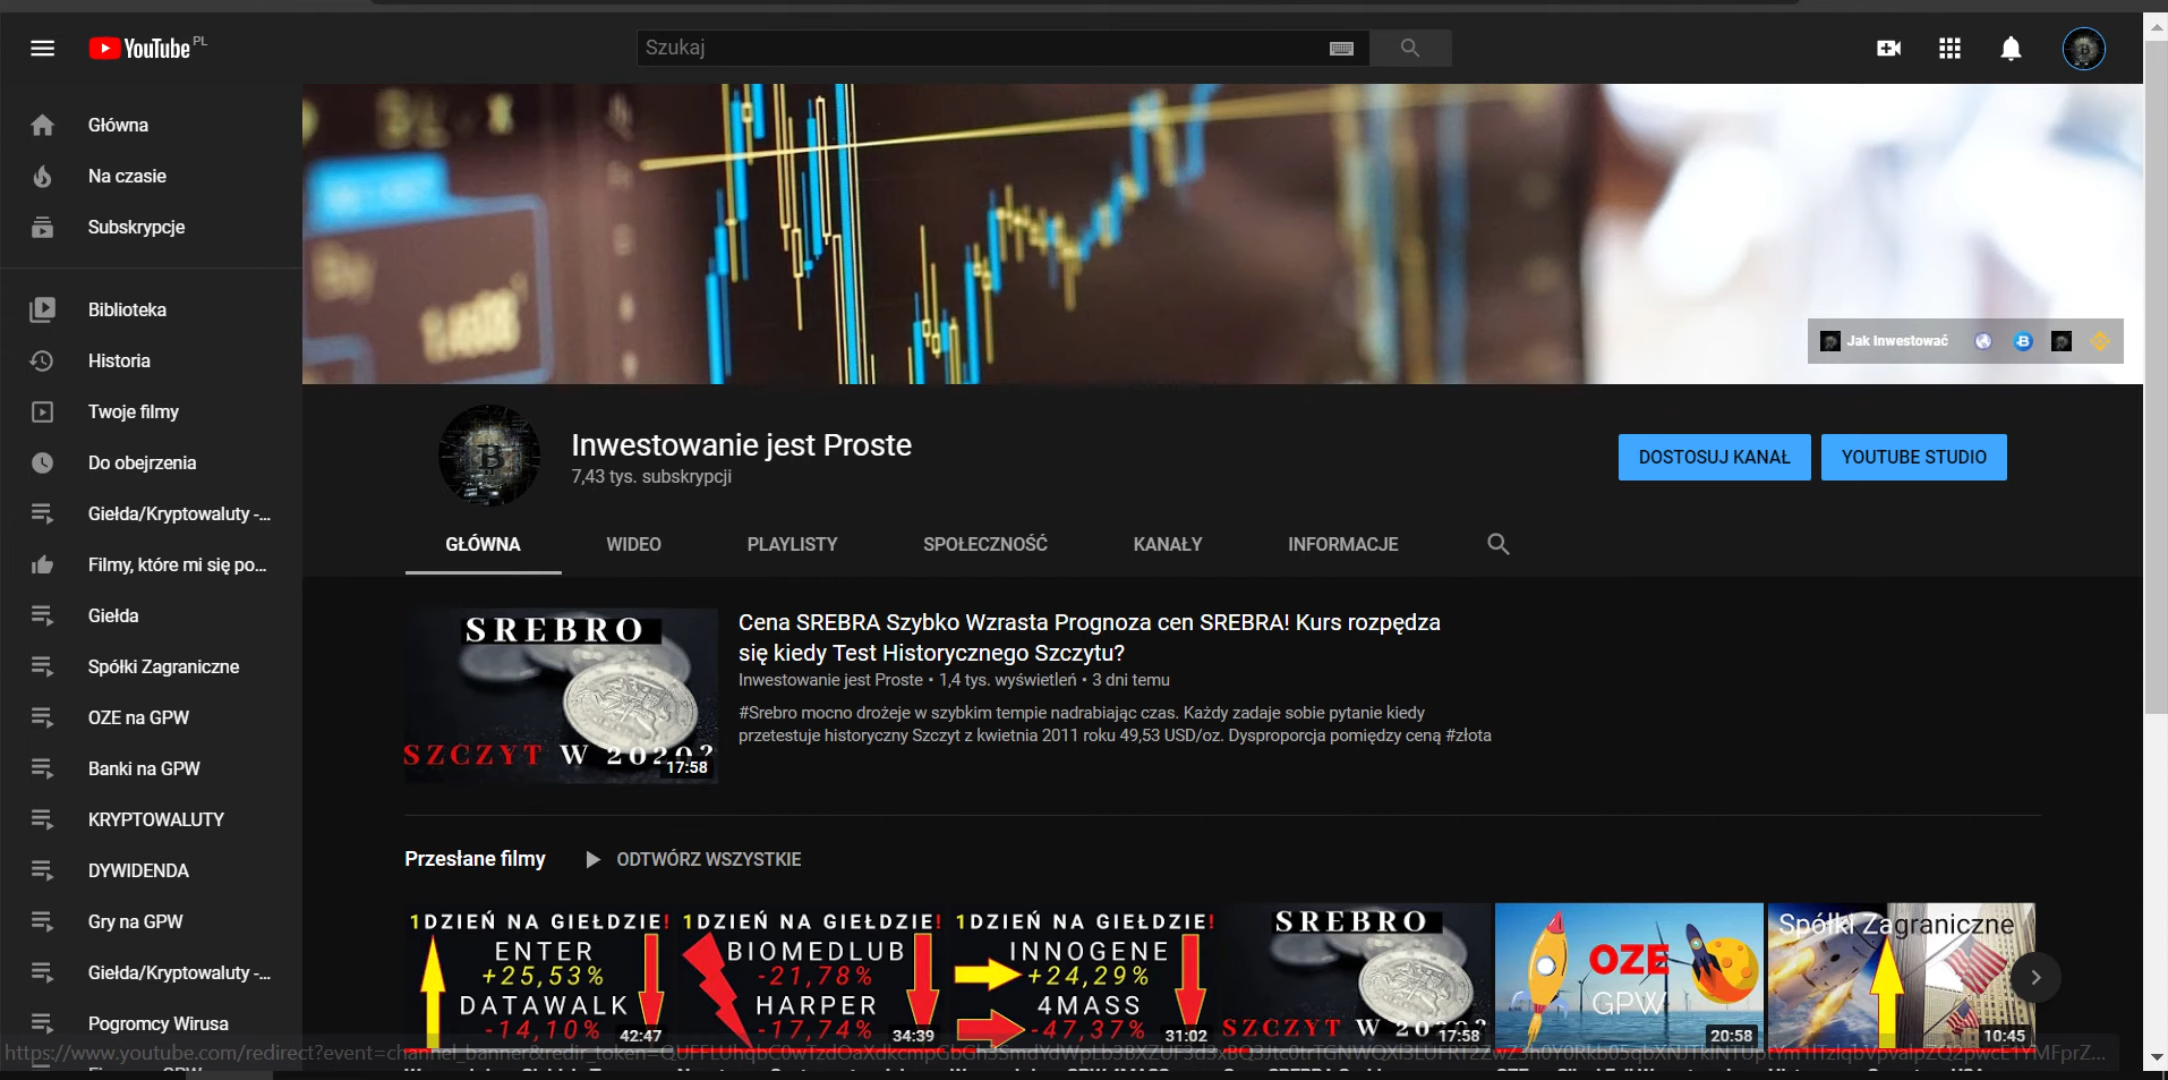 YouTube PL
Szukaj
Główna
Na czasie
Subskrypcje
Biblioteka
Historia
Twoje filmy
Do obejrzenia
Giełda/Kryptowaluty -...
Filmy, które mi się po...
Giełda
Spółki Zagraniczne
OZE na GPW
Banki na GPW
KRYPTOWALUTY
DYWIDENDA
Gry na GPW
Giełda/Kryptowaluty -...
Pogromcy Wirusa
Jak Inwestować
Inwestowanie jest Proste
7,43 tys. subskrypcji
DOSTOSUJ KANAŁ
YOUTUBE STUDIO
GŁÓWNA
WIDEO
PLAYLISTY
SPOŁECZNOŚĆ
KANAŁY
INFORMACJE
SREBRO
SZCZYT W 2020?
17:58
Cena SREBRA Szybko Wzrasta Prognoza cen SREBRA! Kurs rozpędza
się kiedy Test Historycznego Szczytu?
Inwestowanie jest Proste • 1,4 tys. wyświetleń • 3 dni temu
#Srebro mocno drożeje w szybkim tempie nadrabiając czas. Każdy zadaje sobie pytanie kiedy
przetestuje historyczny Szczyt z kwietnia 2011 roku 49,53 USD/oz. Dysproporcja pomiędzy ceną #złota
Przesłane filmy
ODTWÓRZ WSZYSTKIE
1DZIEŃ NA GIEŁDZIE!
ENTER
+25,53%
DATAWALK
-14,10%
42:47
1DZIEŃ NA GIEŁDZIE!
BIOMEDLUB
-21,78%
HARPER
-17,74%
34:39
1DZIEŃ NA GIEŁDZIE!
INNOGENE
+24,29%
4MASS
-47,37%
31:02
SREBRO
SZCZYT W 2020?
17:58
OZE
GPW
20:58
Spółki Zagraniczne
10:45